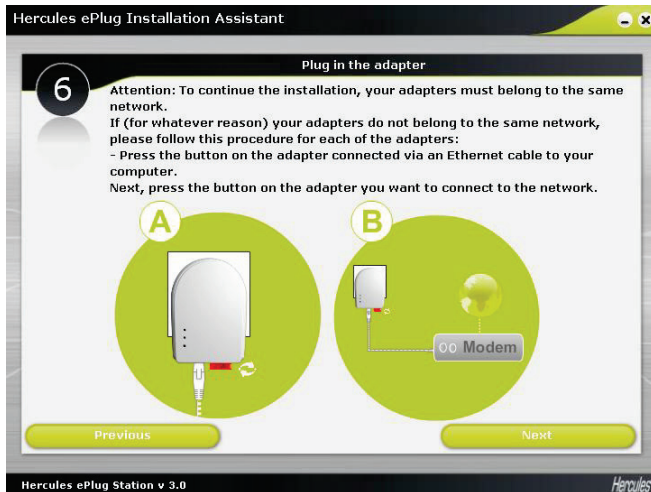 Hercules ePlug Installation Assistant
Plug in the adapter
6
Attention: To continue the installation, your adapters must belong to the same
network.
If (for whatever reason) your adapters do not belong to the same network,
please follow this procedure for each of the adapters:
- Press the button on the adapter connected via an Ethernet cable to your
computer.
Next, press the button on the adapter you want to connect to the network.
A
B
Modem
Previous
Next
Hercules ePlug Station v 3.0
Hercules